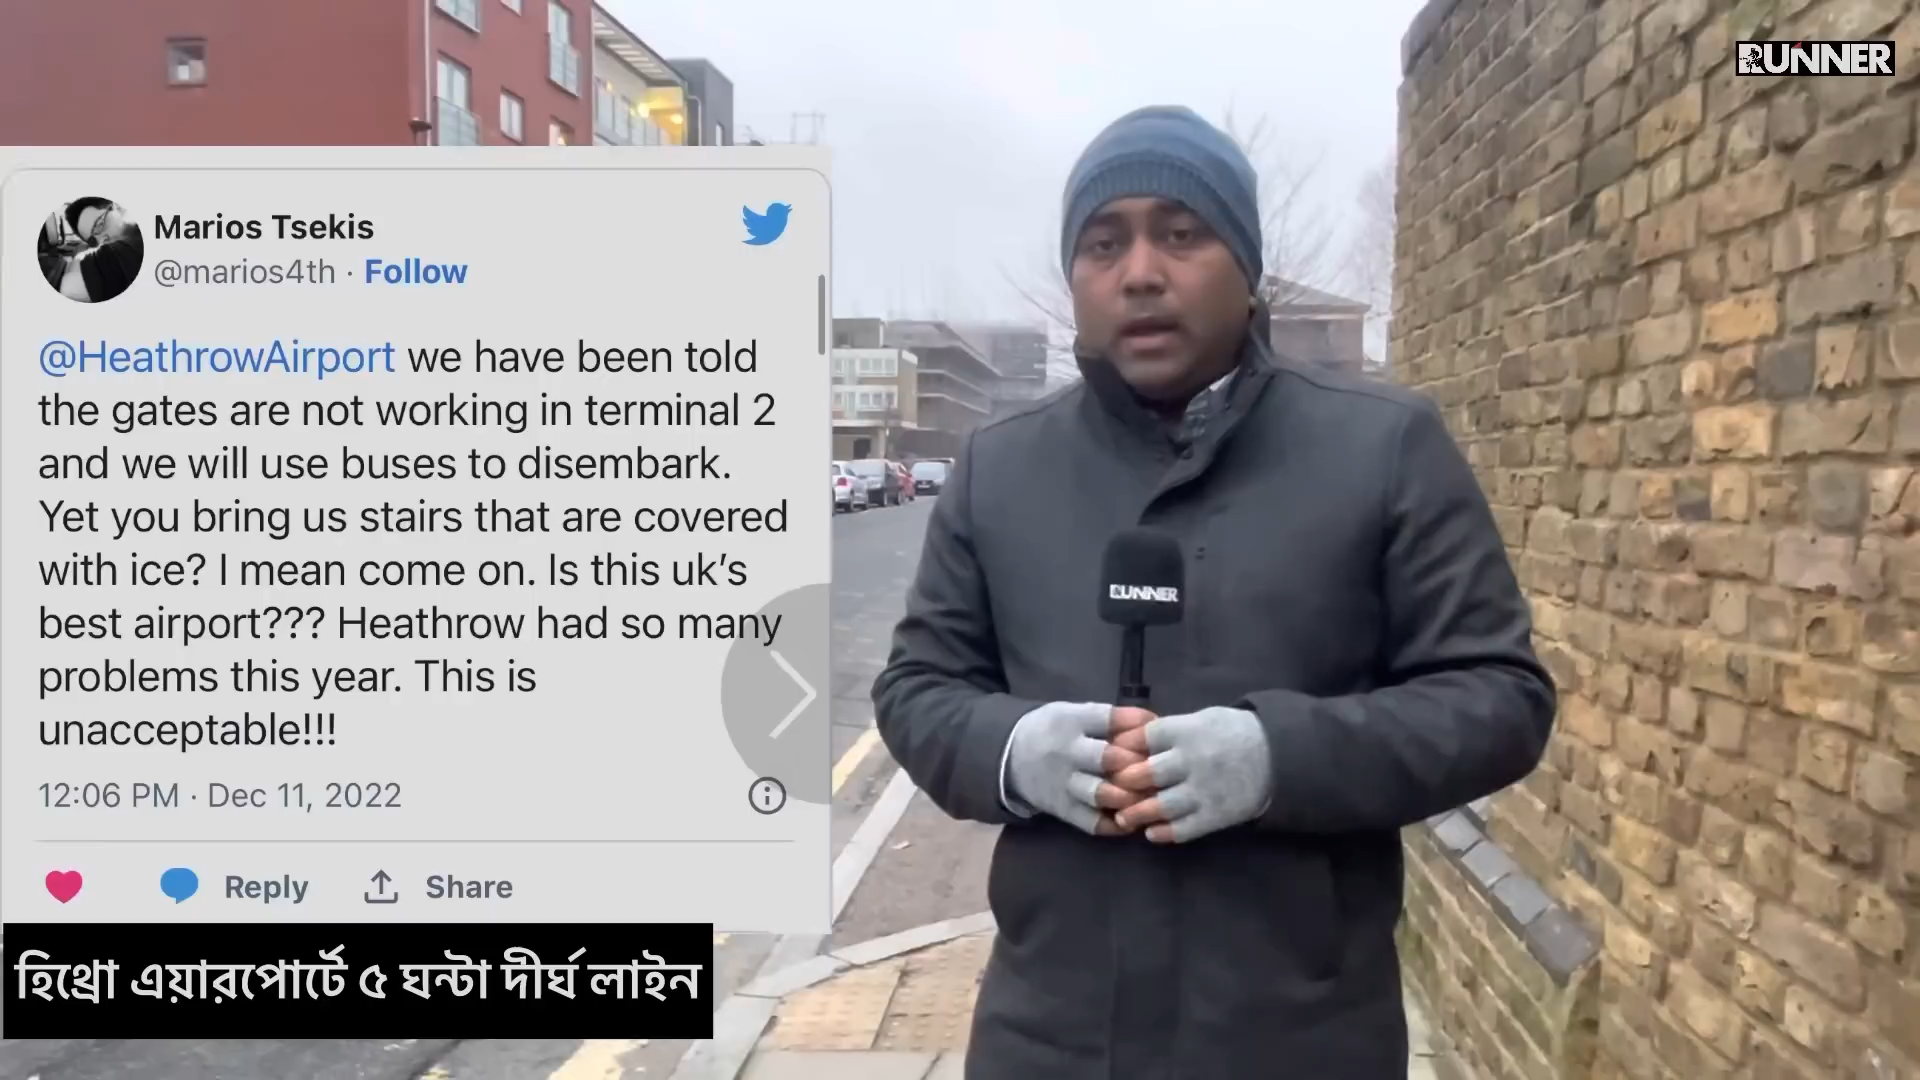 RUNNER
Marios Tsekis
@marios4th · Follow
@HeathrowAirport we have been told
the gates are not working in terminal 2
and we will use buses to disembark.
Yet you bring us stairs that are covered
with ice? I mean come on. Is this uk’s
best airport??? Heathrow had so many
problems this year. This is
unacceptable!!!
12:06 PM · Dec 11, 2022
Reply Share
RUNNER
হিথ্রো এয়ারপোর্টে ৫ ঘন্টা দীর্ঘ লাইন